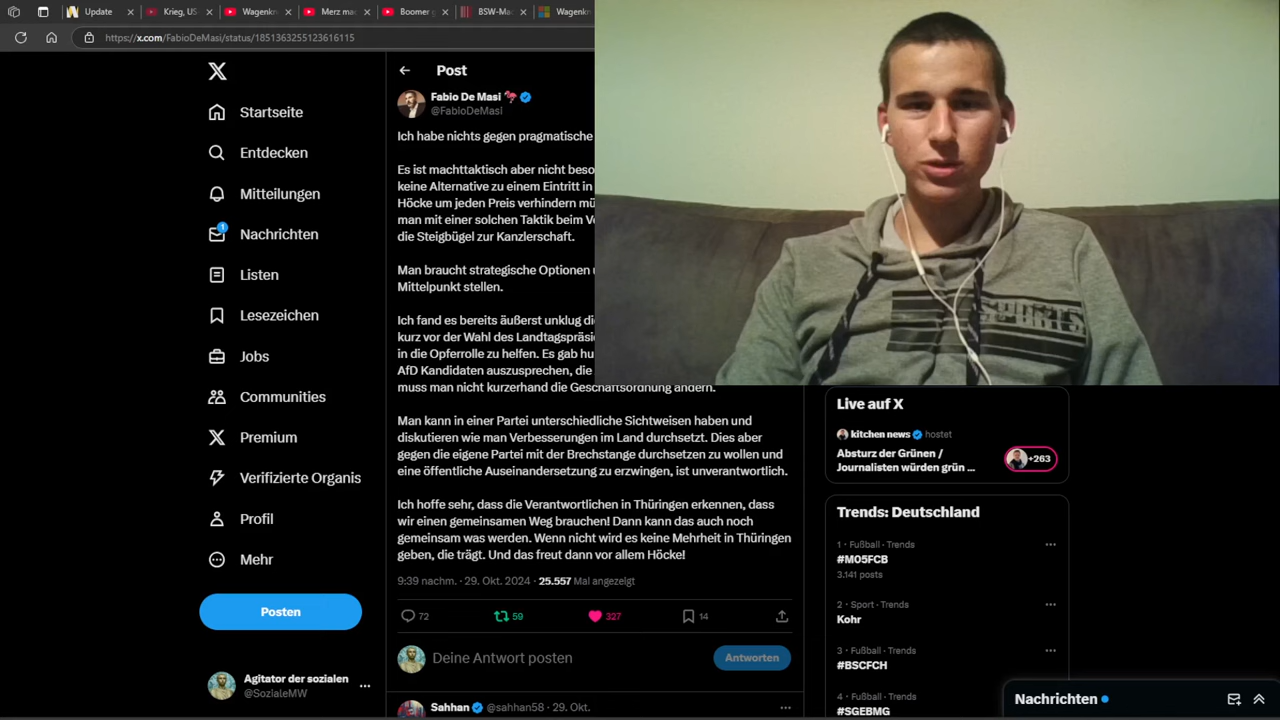 Update
Krieg, US
Wagenkn
Merz ma
Boomer g
BSW-Mac
Wagenkn
https://x.com/FabioDeMasi/status/1851363255123616115
Startseite
Entdecken
Mitteilungen
1
Nachrichten
Listen
Lesezeichen
Jobs
Communities
Premium
Verifizierte Organis
Profil
Mehr
Posten
Agitator der sozialen
@SozialeMW
Post
Fabio De Masi
@FabioDeMasi
Ich habe nichts gegen pragmatische
Es ist machttaktisch aber nicht beso
keine Alternative zu einem Eintritt in
Höcke um jeden Preis verhindern mü
man mit einer solchen Taktik beim Ve
die Steigbügel zur Kanzlerschaft.
Man braucht strategische Optionen u
Mittelpunkt stellen.
Ich fand es bereits äußerst unklug die
kurz vor der Wahl des Landtagspräsi
in die Opferrolle zu helfen. Es gab hu
AfD Kandidaten auszusprechen, die
muss man nicht kurzerhand die Geschäftsordnung ändern.
Man kann in einer Partei unterschiedliche Sichtweisen haben und
diskutieren wie man Verbesserungen im Land durchsetzt. Dies aber
gegen die eigene Partei mit der Brechstange durchsetzen zu wollen und
eine öffentliche Auseinandersetzung zu erzwingen, ist unverantwortlich.
Ich hoffe sehr, dass die Verantwortlichen in Thüringen erkennen, dass
wir einen gemeinsamen Weg brauchen! Dann kann das auch noch
gemeinsam was werden. Wenn nicht wird es keine Mehrheit in Thüringen
geben, die trägt. Und das freut dann vor allem Höcke!
9:39 nachm. · 29. Okt. 2024 · 25.557 Mal angezeigt
72 59 327 14
Deine Antwort posten
Antworten
Sahhan @sahhan58 · 29. Okt.
Live auf X
kitchen news hostet
Absturz der Grünen /
Journalisten würden grün ...
+263
Trends: Deutschland
1 · Fußball · Trends
#M05FCB
3.141 posts
2 · Sport · Trends
Kohr
3 · Fußball · Trends
#BSCFCH
4 · Fußball · Trends
#SGEBMG
Nachrichten